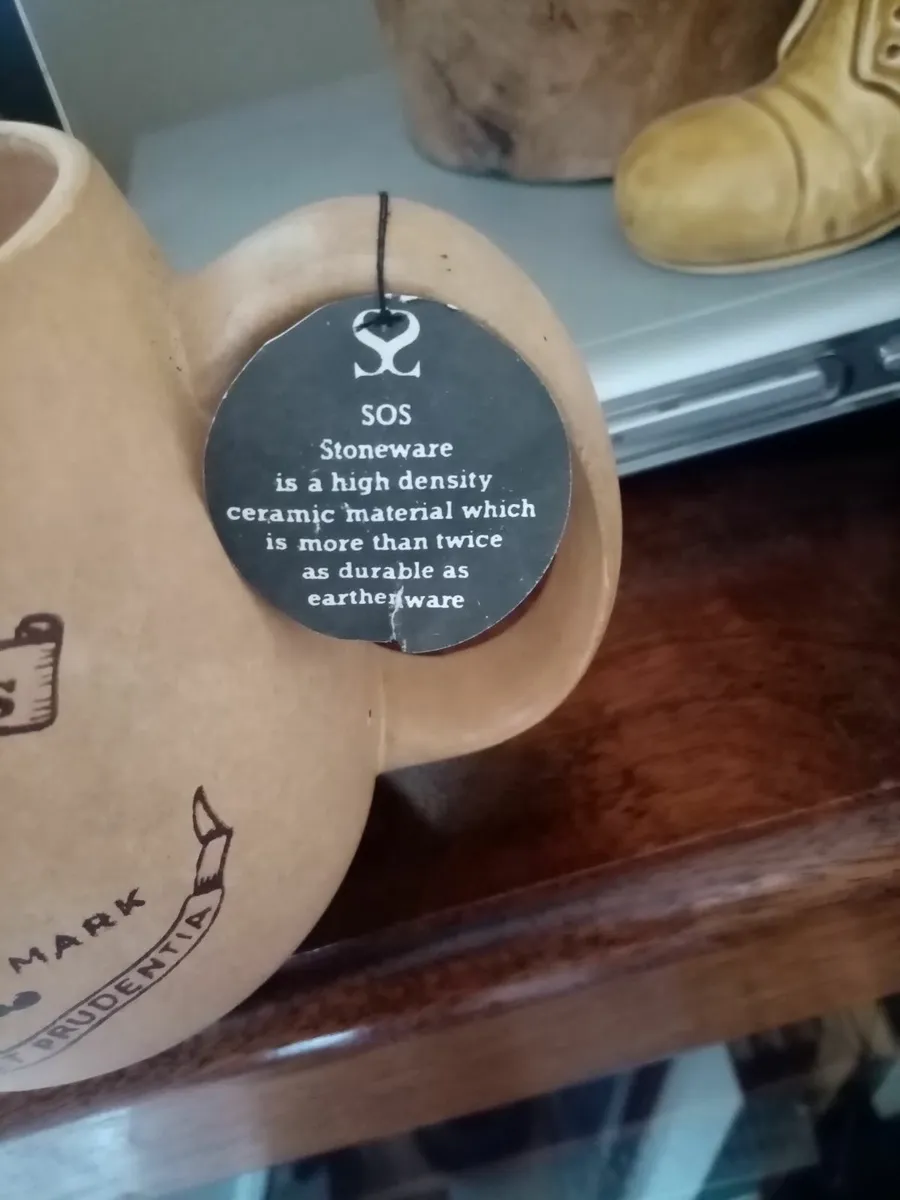 SOS
Stoneware
is a high density
ceramic material which
is more than twice
as durable as
earthenware
MARK
T PRUDENTIA